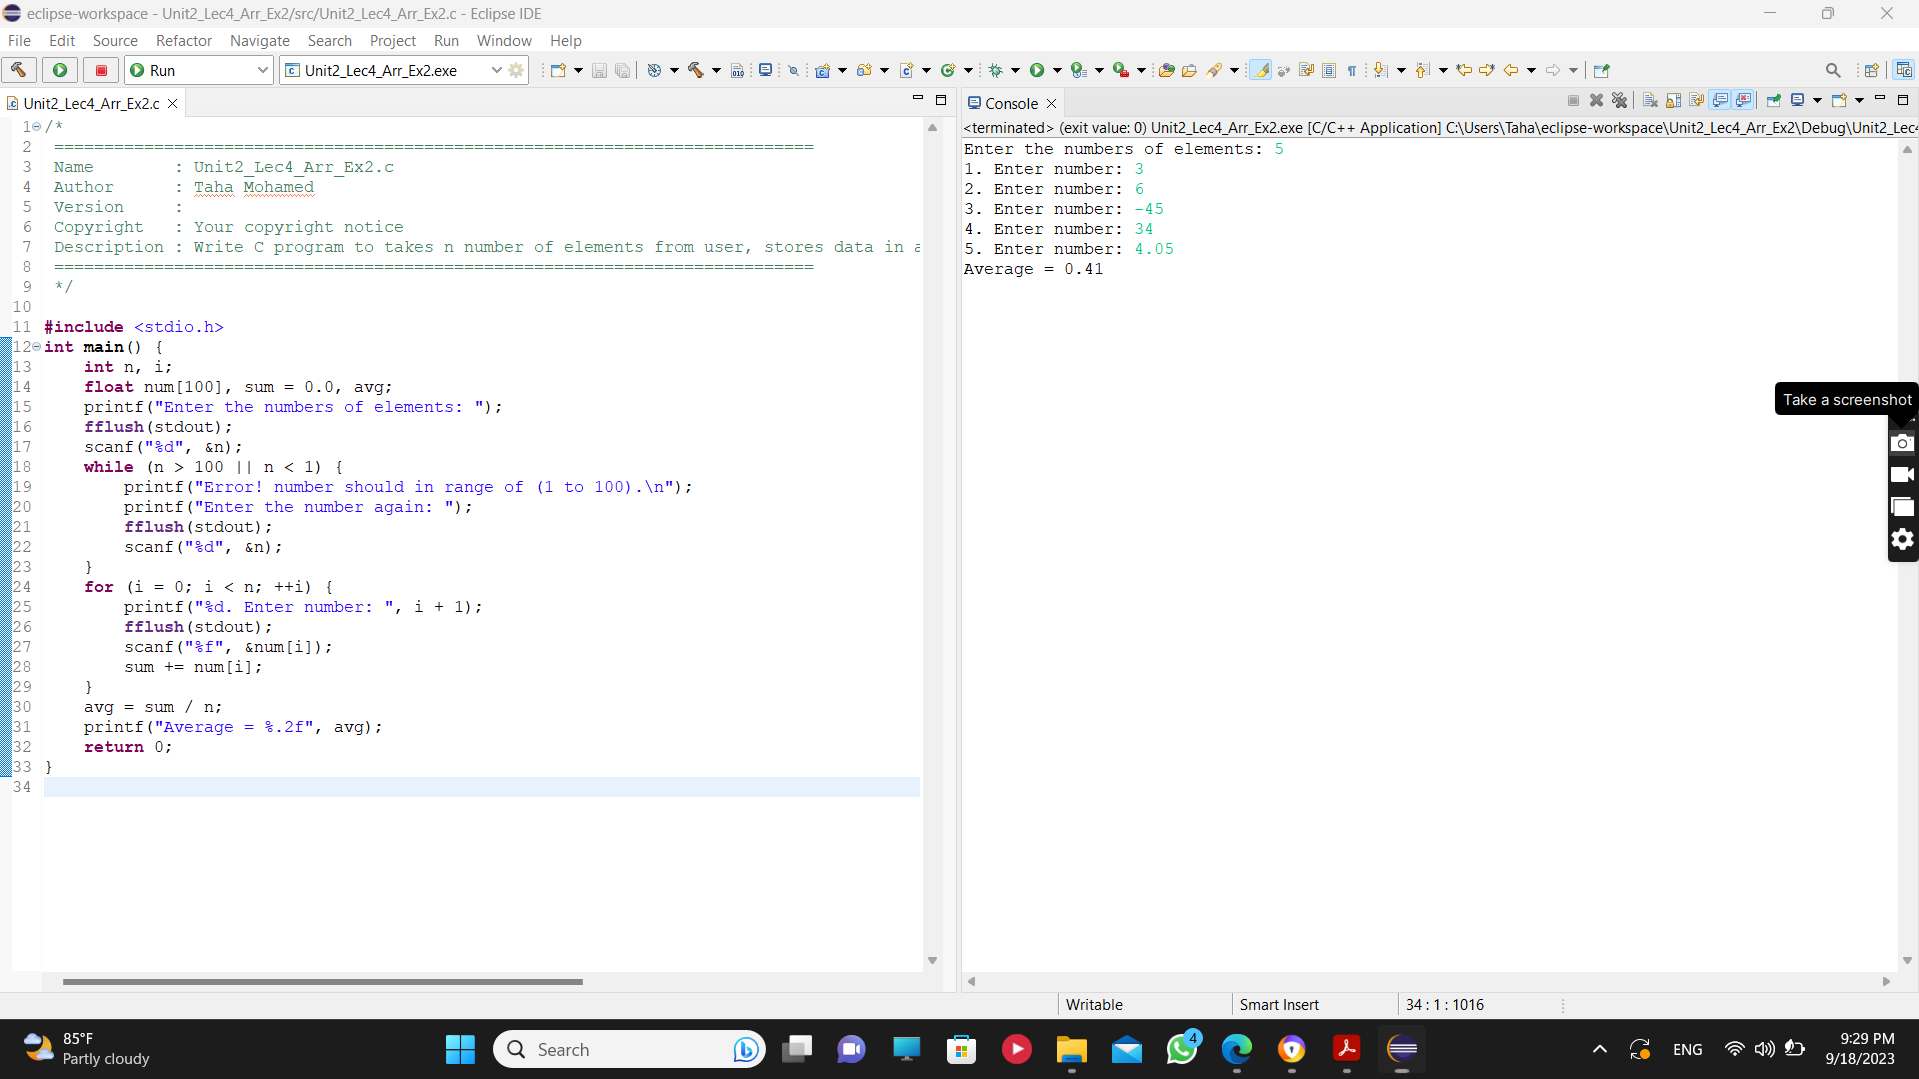 eclipse-workspace - Unit2_Lec4_Arr_Ex2/src/Unit2_Lec4_Arr_Ex2.c - Eclipse IDE
File Edit Source Refactor Navigate Search Project Run Window Help
Run
Unit2_Lec4_Arr_Ex2.exe
Unit2_Lec4_Arr_Ex2.c
1 /*
2 ============================================================================
3 Name        : Unit2_Lec4_Arr_Ex2.c
4 Author      : Taha Mohamed
5 Version     :
6 Copyright   : Your copyright notice
7 Description : Write C program to takes n number of elements from user, stores data in a
8 ============================================================================
9 */
10
11 #include <stdio.h>
12 int main() {
13     int n, i;
14     float num[100], sum = 0.0, avg;
15     printf("Enter the numbers of elements: ");
16     fflush(stdout);
17     scanf("%d", &n);
18     while (n > 100 || n < 1) {
19         printf("Error! number should in range of (1 to 100).\n");
20         printf("Enter the number again: ");
21         fflush(stdout);
22         scanf("%d", &n);
23     }
24     for (i = 0; i < n; ++i) {
25         printf("%d. Enter number: ", i + 1);
26         fflush(stdout);
27         scanf("%f", &num[i]);
28         sum += num[i];
29     }
30     avg = sum / n;
31     printf("Average = %.2f", avg);
32     return 0;
33 }
34
Console
<terminated> (exit value: 0) Unit2_Lec4_Arr_Ex2.exe [C/C++ Application] C:\Users\Taha\eclipse-workspace\Unit2_Lec4_Arr_Ex2\Debug\Unit2_Lec4
Enter the numbers of elements: 5
1. Enter number: 3
2. Enter number: 6
3. Enter number: -45
4. Enter number: 34
5. Enter number: 4.05
Average = 0.41
Take a screenshot
Writable
Smart Insert
34 : 1 : 1016
85°F
Partly cloudy
Search
4
ENG
9:29 PM
9/18/2023